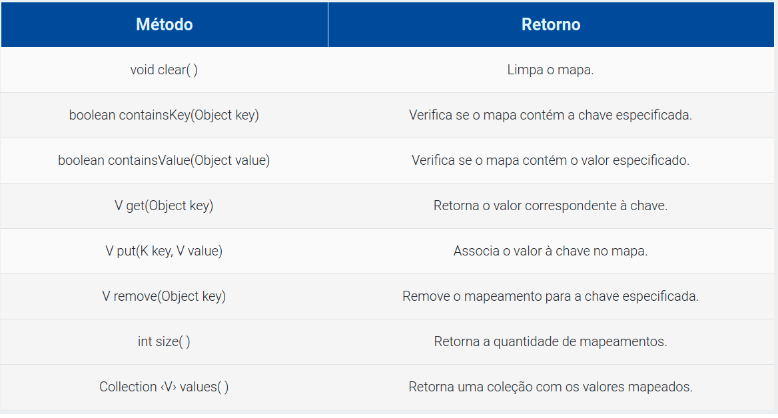 Método Retorno
void clear( ) Limpa o mapa.
boolean containsKey(Object key) Verifica se o mapa contém a chave especificada.
boolean containsValue(Object value) Verifica se o mapa contém o valor especificado.
V get(Object key) Retorna o valor correspondente à chave.
V put(K key, V value) Associa o valor à chave no mapa.
V remove(Object key) Remove o mapeamento para a chave especificada.
int size( ) Retorna a quantidade de mapeamentos.
Collection ‹V› values( ) Retorna uma coleção com os valores mapeados.